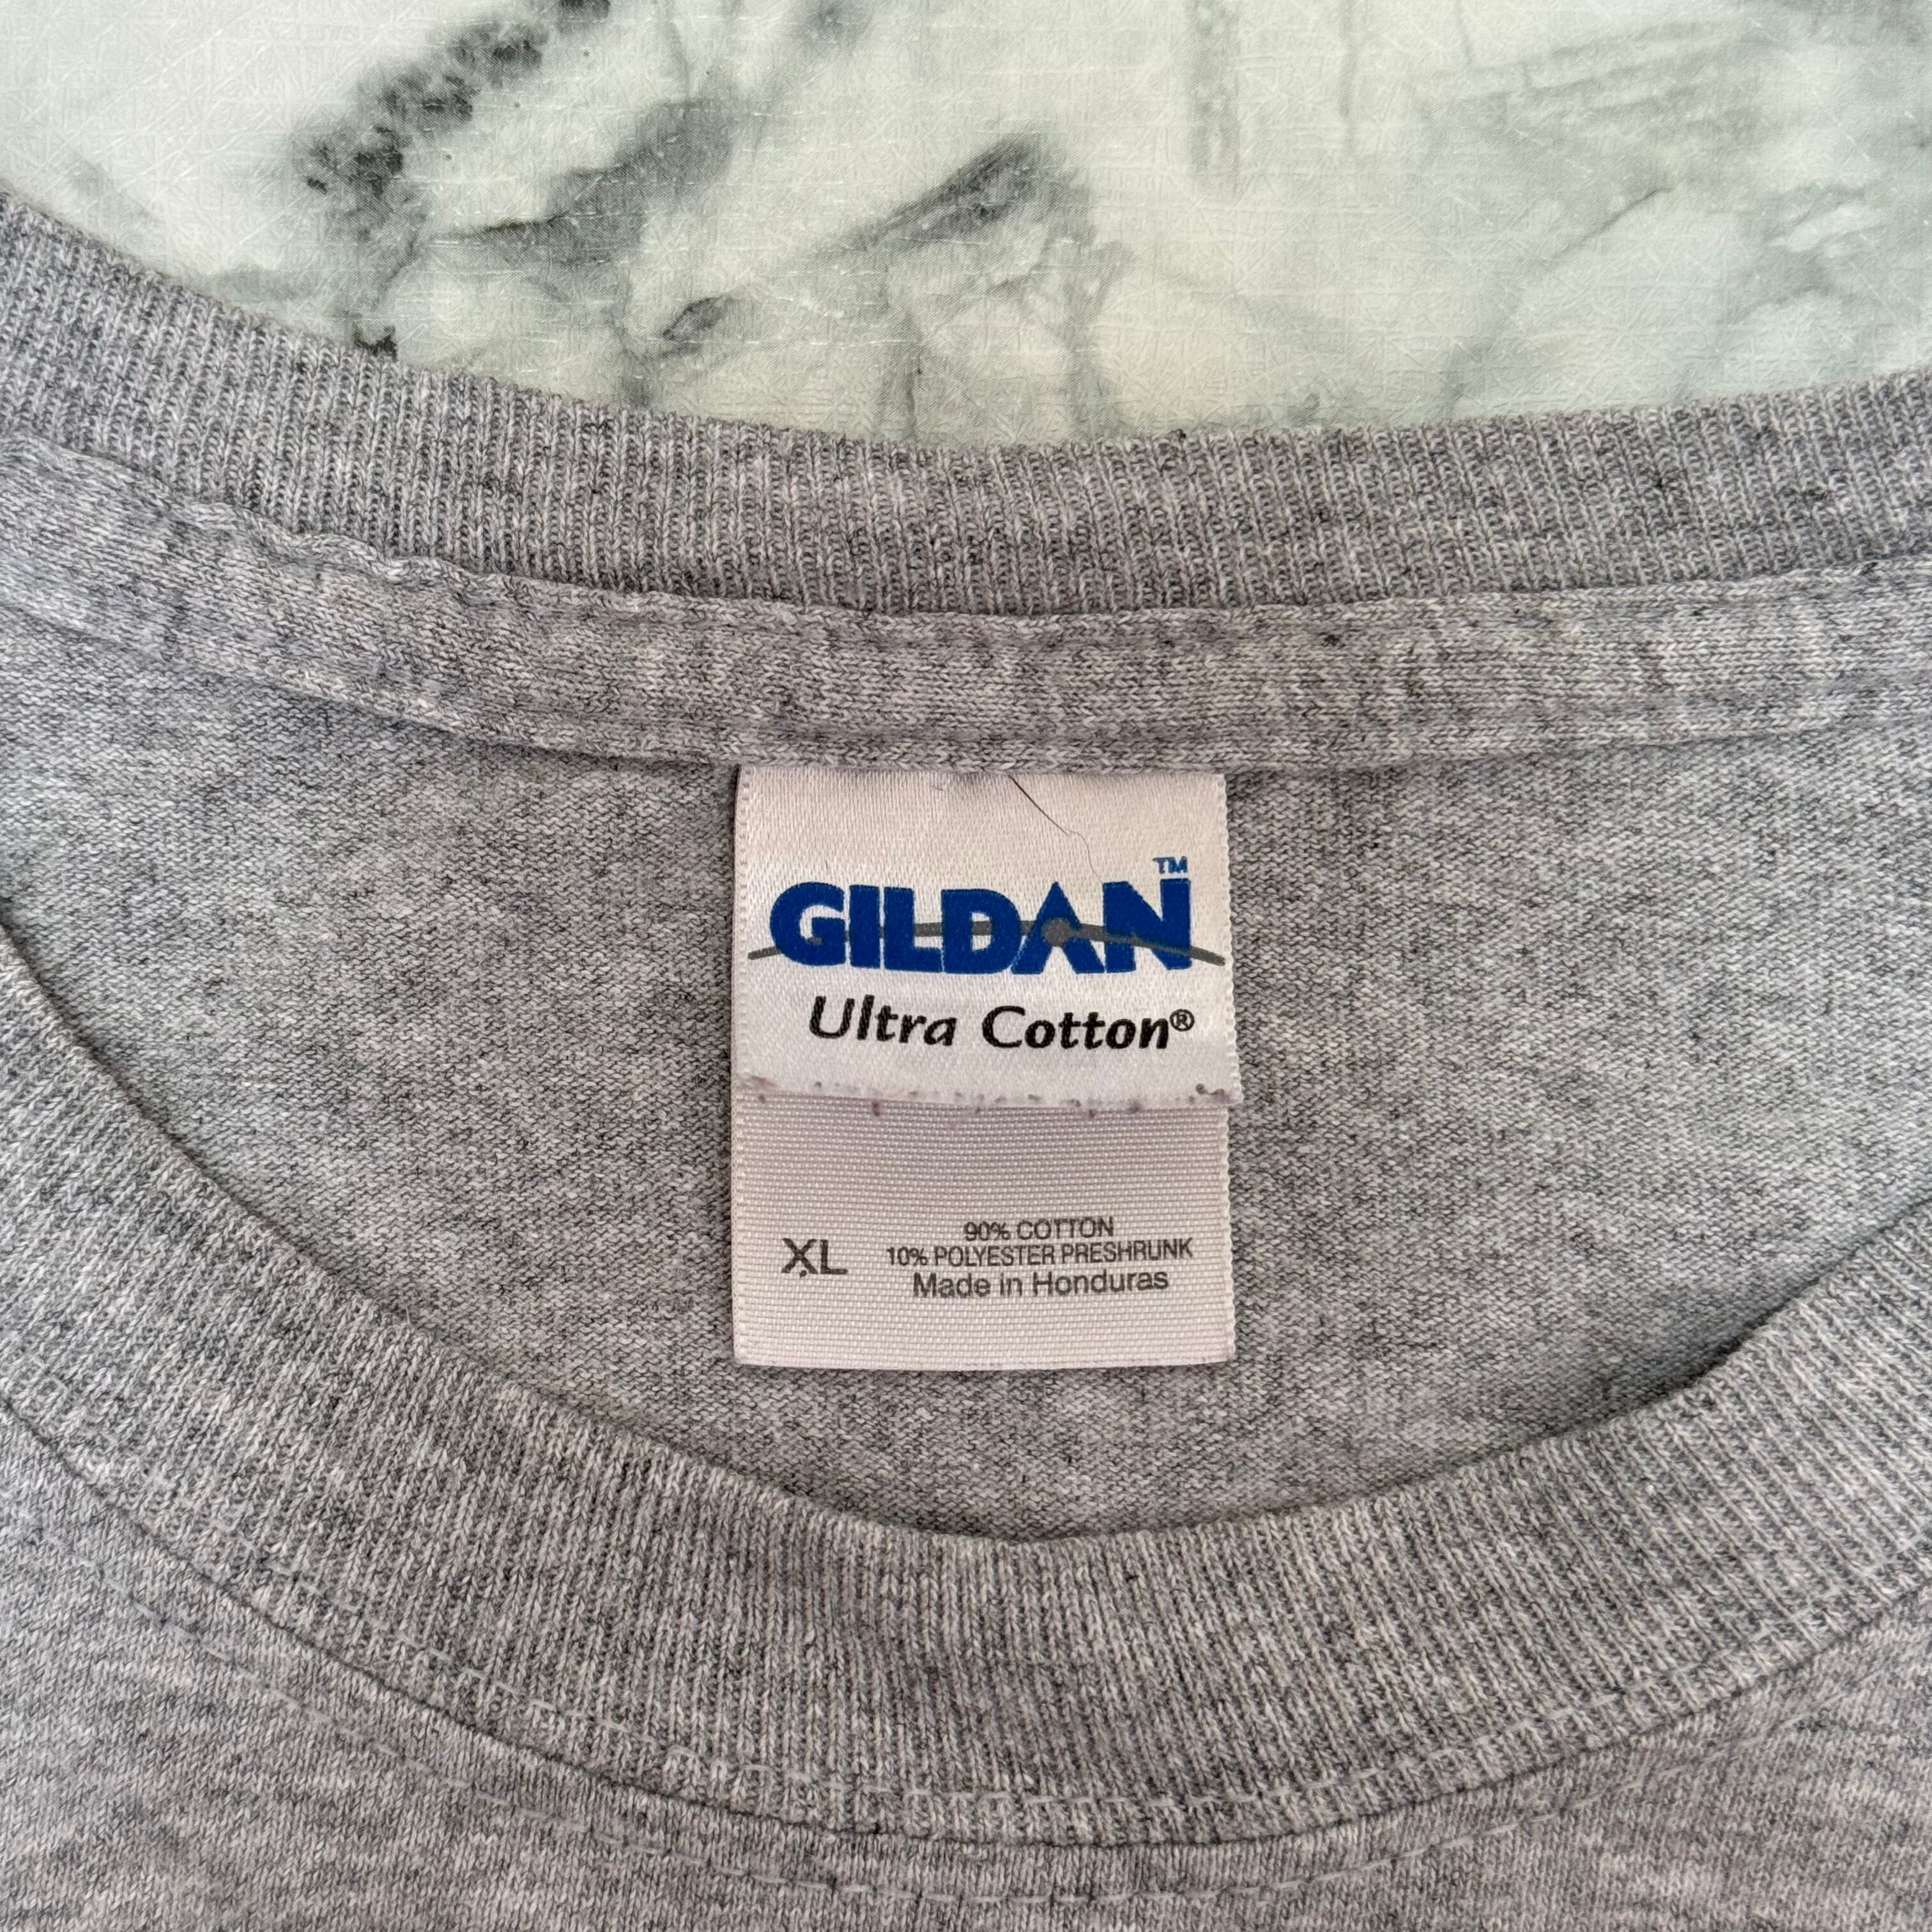 GILDAN™
Ultra Cotton®
XL
90% COTTON
10% POLYESTER PRESHRUNK
Made in Honduras